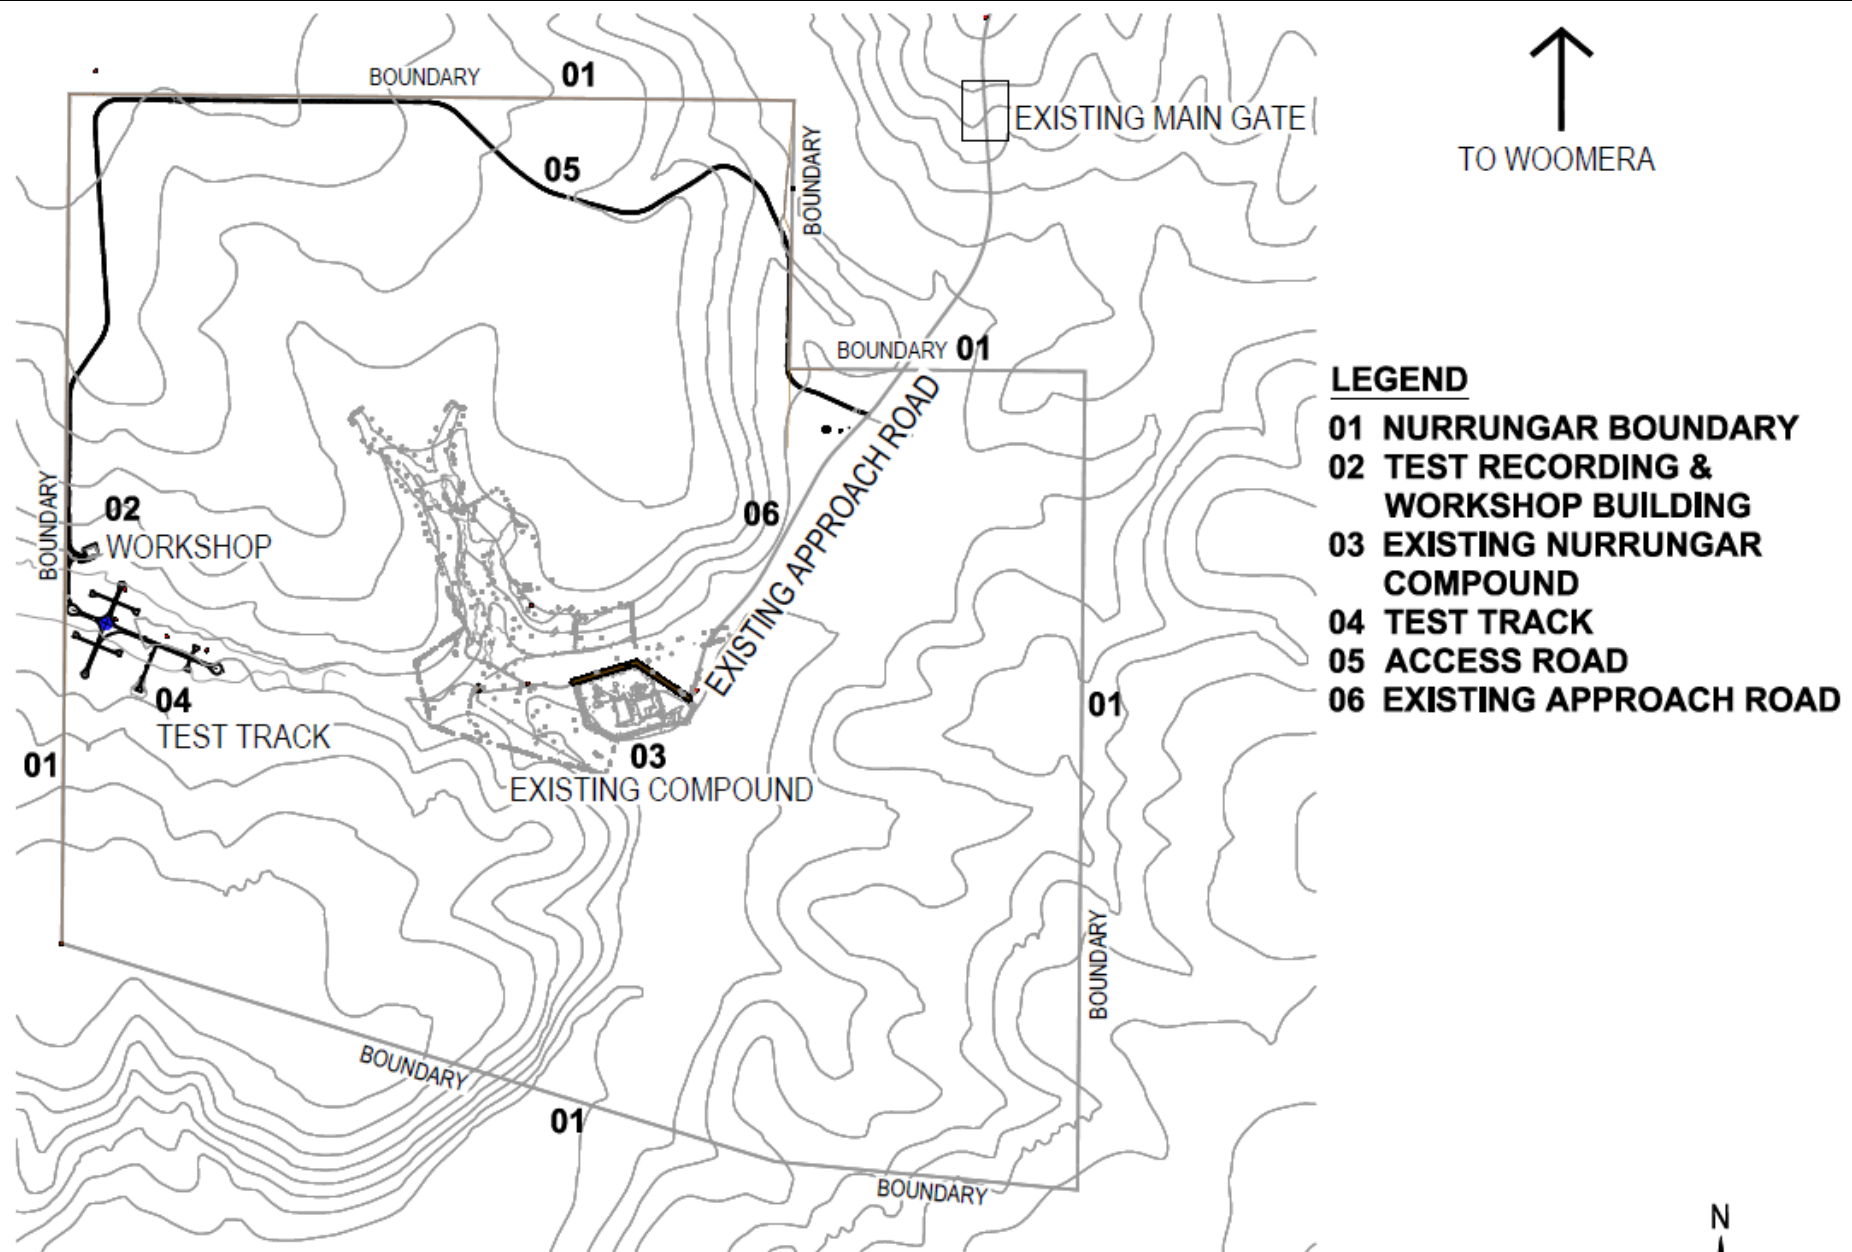 BOUNDARY 01
EXISTING MAIN GATE
TO WOOMERA
BOUNDARY
05
BOUNDARY 01
LEGEND
01 NURRUNGAR BOUNDARY
02 TEST RECORDING &
WORKSHOP BUILDING
03 EXISTING NURRUNGAR
COMPOUND
04 TEST TRACK
05 ACCESS ROAD
06 EXISTING APPROACH ROAD
EXISTING APPROACH ROAD
06
BOUNDARY
02
WORKSHOP
04
TEST TRACK
01
03
EXISTING COMPOUND
01
BOUNDARY
BOUNDARY
01
BOUNDARY
N